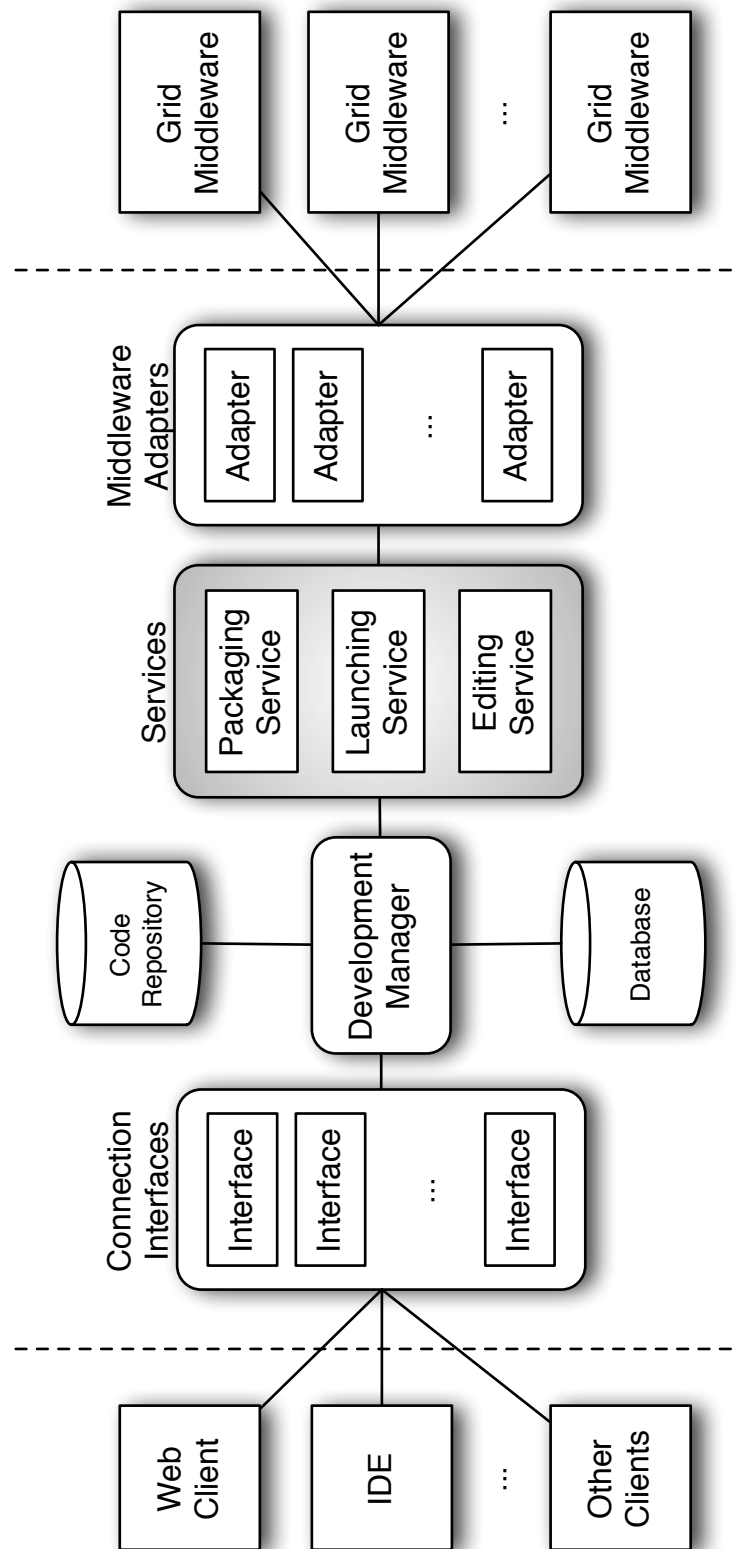 Web
Client
IDE
...
Other
Clients
Connection
Interfaces
Interface
Interface
...
Interface
Code
Repository
Development
Manager
Database
Services
Packaging
Service
Launching
Service
Editing
Service
Middleware
Adapters
Adapter
Adapter
...
Adapter
Grid
Middleware
Grid
Middleware
...
Grid
Middleware